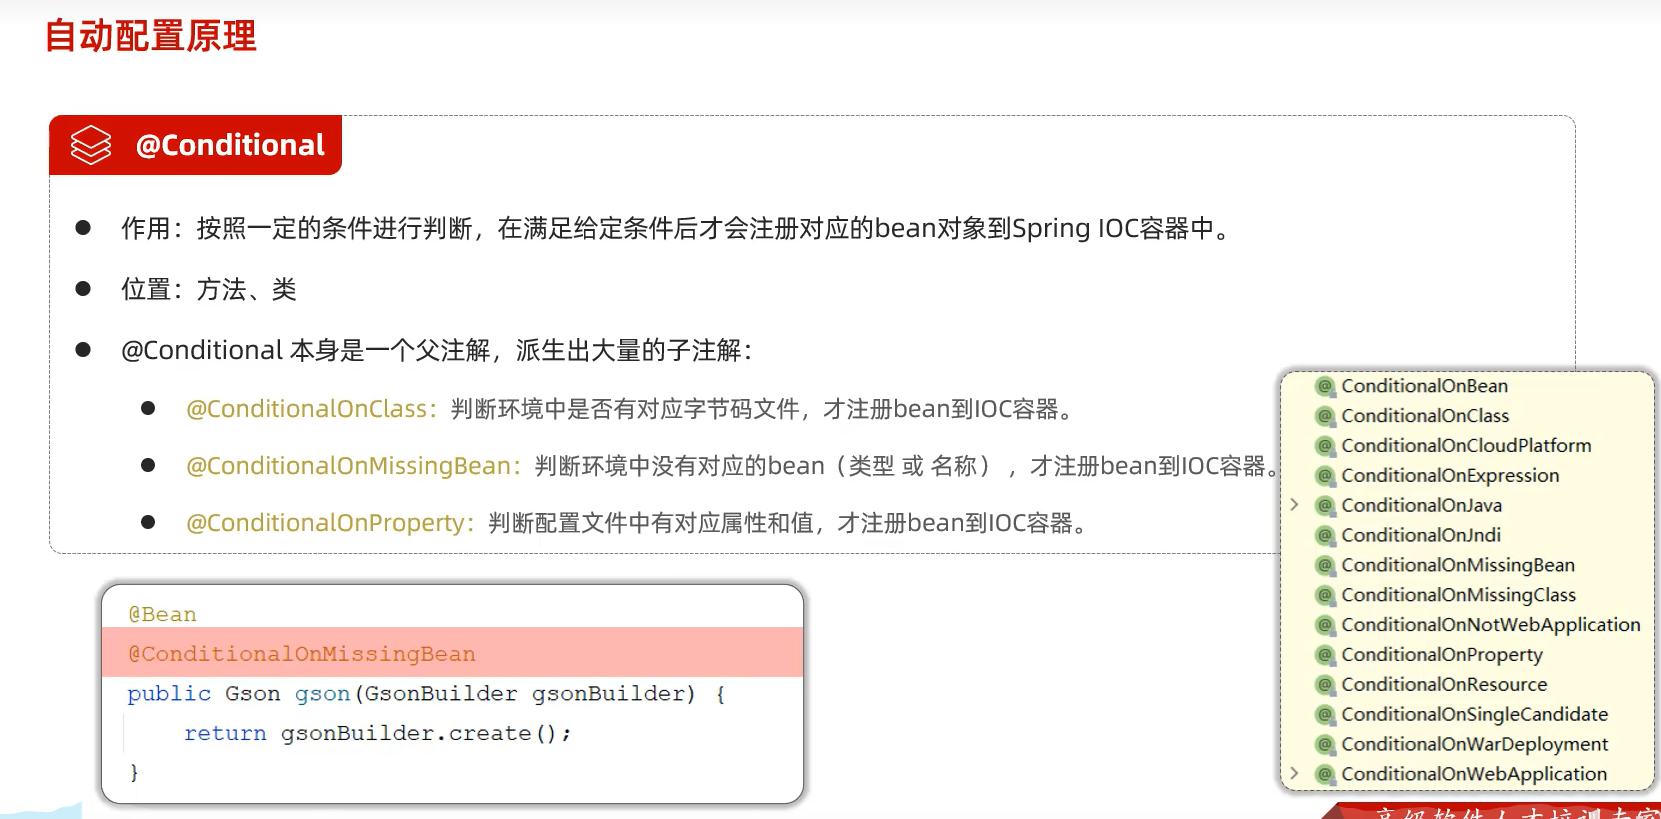 自动配置原理
@Conditional
作用：按照一定的条件进行判断，在满足给定条件后才会注册对应的bean对象到Spring IOC容器中。
位置：方法、类
@Conditional 本身是一个父注解，派生出大量的子注解：
@ConditionalOnClass：判断环境中是否有对应字节码文件，才注册bean到IOC容器。
@ConditionalOnMissingBean：判断环境中没有对应的bean（类型 或 名称） ，才注册bean到IOC容器。
@ConditionalOnProperty：判断配置文件中有对应属性和值，才注册bean到IOC容器。
@Bean
@ConditionalOnMissingBean
public Gson gson(GsonBuilder gsonBuilder) {
    return gsonBuilder.create();
}
ConditionalOnBean
ConditionalOnClass
ConditionalOnCloudPlatform
ConditionalOnExpression
ConditionalOnJava
ConditionalOnJndi
ConditionalOnMissingBean
ConditionalOnMissingClass
ConditionalOnNotWebApplication
ConditionalOnProperty
ConditionalOnResource
ConditionalOnSingleCandidate
ConditionalOnWarDeployment
ConditionalOnWebApplication
高级软件人才培训专家